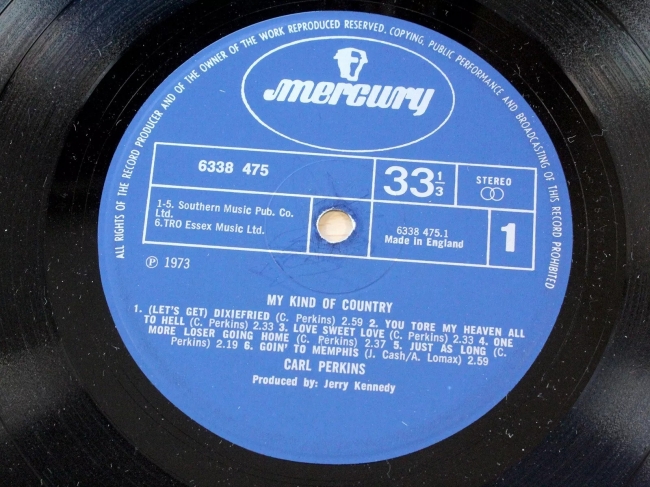 ALL RIGHTS OF THE RECORD PRODUCER AND OF THE OWNER OF THE WORK REPRODUCED RESERVED. COPYING, PUBLIC PERFORMANCE AND BROADCASTING OF THIS RECORD PROHIBITED
mercury
6338 475
33 1/3
STEREO
1-5. Southern Music Pub. Co.
Ltd.
6.TRO Essex Music Ltd.
6338 475.1
Made in England
1
Ⓟ 1973
MY KIND OF COUNTRY
1. (LET'S GET) DIXIEFRIED (C. Perkins) 2.59 2. YOU TORE MY HEAVEN ALL
TO HELL (C. Perkins) 2.33 3. LOVE SWEET LOVE (C. Perkins) 2.33 4. ONE
MORE LOSER GOING HOME (C. Perkins) 2.37 5. JUST AS LONG (C.
Perkins) 2.19 6. GOIN' TO MEMPHIS (J. Cash/A. Lomax) 2.59
CARL PERKINS
Produced by: Jerry Kennedy